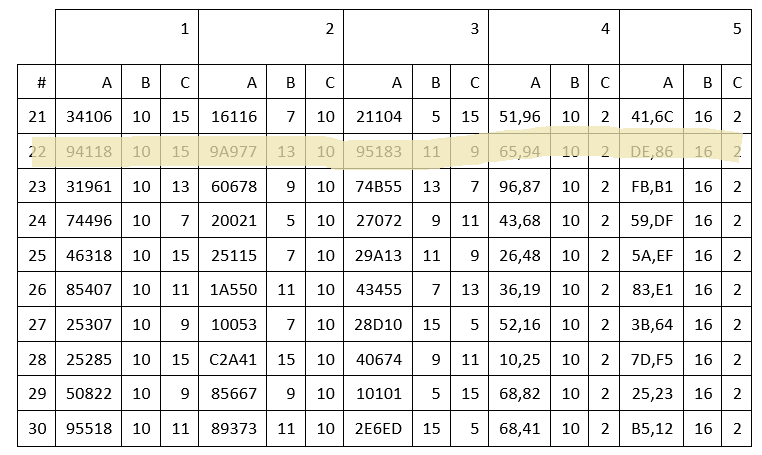 1 2 3 4 5
# A B C A B C A B C A B C A B C
21 34106 10 15 16116 7 10 21104 5 15 51,96 10 2 41,6C 16 2
22 94118 10 15 9A977 13 10 95183 11 9 65,94 10 2 DE,86 16 2
23 31961 10 13 60678 9 10 74B55 13 7 96,87 10 2 FB,B1 16 2
24 74496 10 7 20021 5 10 27072 9 11 43,68 10 2 59,DF 16 2
25 46318 10 15 25115 7 10 29A13 11 9 26,48 10 2 5A,EF 16 2
26 85407 10 11 1A550 11 10 43455 7 13 36,19 10 2 83,E1 16 2
27 25307 10 9 10053 7 10 28D10 15 5 52,16 10 2 3B,64 16 2
28 25285 10 15 C2A41 15 10 40674 9 11 10,25 10 2 7D,F5 16 2
29 50822 10 9 85667 9 10 10101 5 15 68,82 10 2 25,23 16 2
30 95518 10 11 89373 11 10 2E6ED 15 5 68,41 10 2 B5,12 16 2